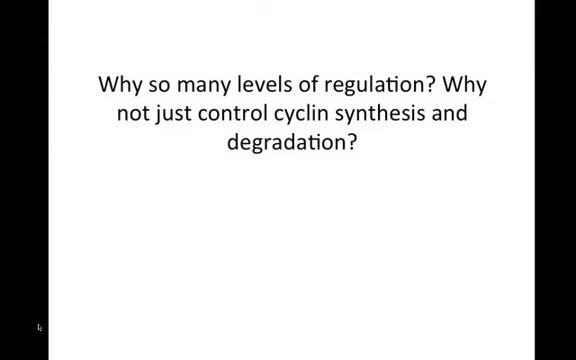 Why so many levels of regulation? Why
not just control cyclin synthesis and
degradation?